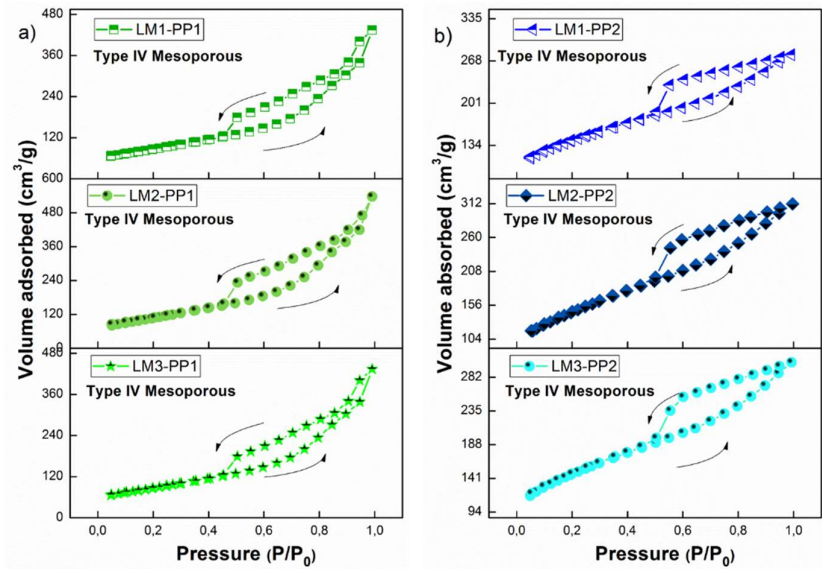 a)
LM1-PP1
Type IV Mesoporous
480
360
240
120
600
LM2-PP1
Type IV Mesoporous
480
360
240
120
0
LM3-PP1
Type IV Mesoporous
480
360
240
120
0
0,0 0,2 0,4 0,6 0,8 1,0
Pressure (P/P0)
Volume adsorbed (cm3/g)
b)
LM1-PP2
Type IV Mesoporous
335
268
201
134
LM2-PP2
Type IV Mesoporous
312
260
208
156
104
LM3-PP2
Type IV Mesoporous
282
235
188
141
94
0,0 0,2 0,4 0,6 0,8 1,0
Pressure (P/P0)
Volume absorbed (cm3/g)